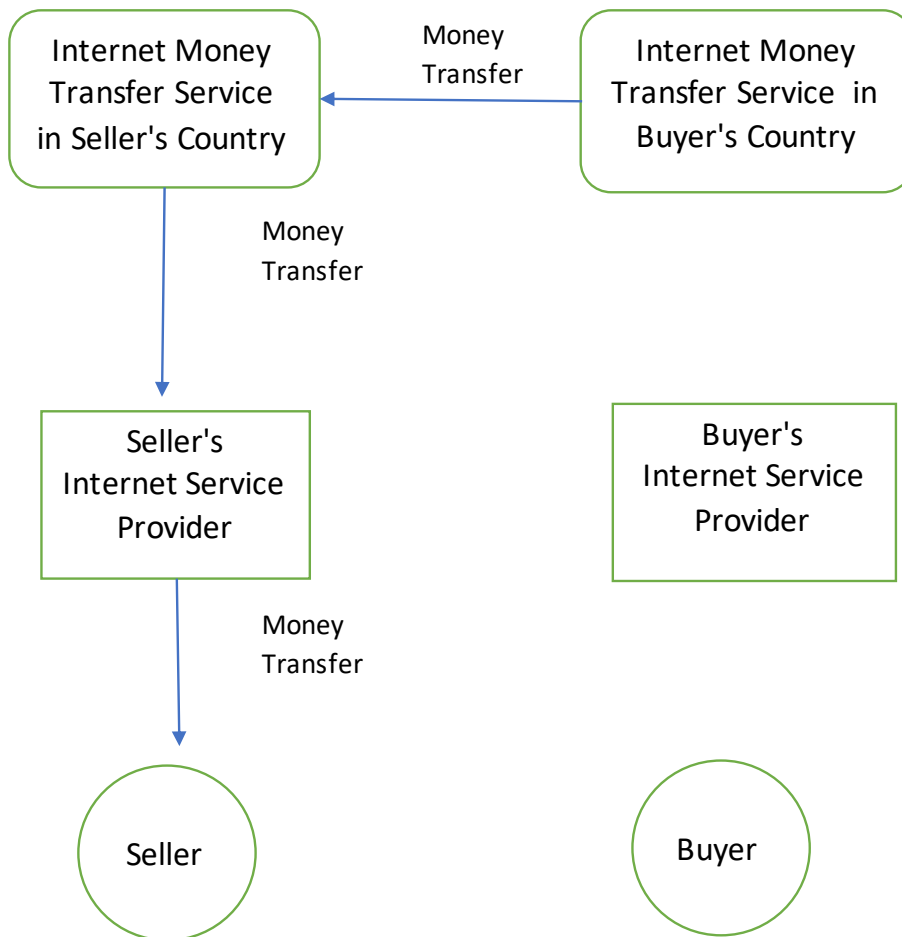 Internet Money
Transfer Service
in Seller's Country
Money
Transfer
Internet Money
Transfer Service in
Buyer's Country
Money
Transfer
Seller's
Internet Service
Provider
Buyer's
Internet Service
Provider
Money
Transfer
Seller
Buyer